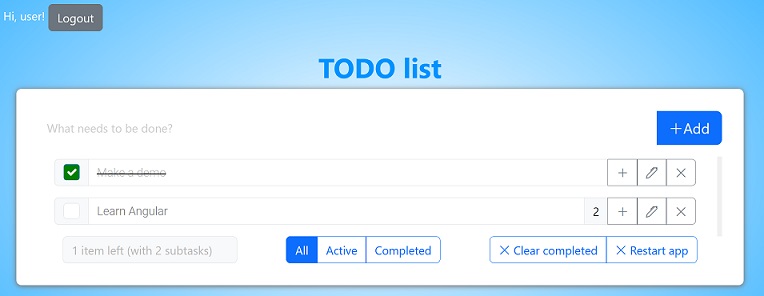 Hi, user! Logout
TODO list
What needs to be done? +Add
Make a demo
Learn Angular 2
1 item left (with 2 subtasks) All Active Completed Clear completed Restart app